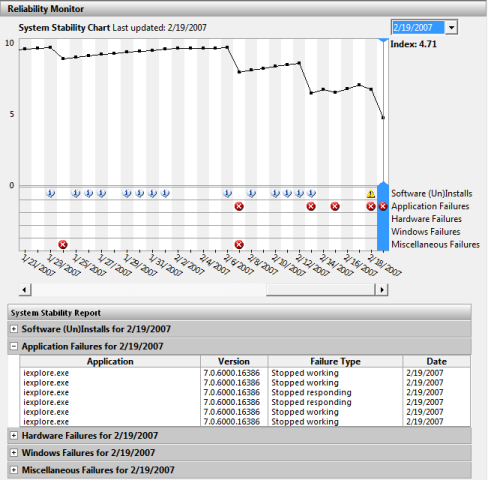 Reliability Monitor
System Stability Chart Last updated: 2/19/2007
2/19/2007
Index: 4.71
10
5
0
Software (Un)Installs
Application Failures
Hardware Failures
Windows Failures
Miscellaneous Failures
1/21/2007 1/23/2007 1/25/2007 1/27/2007 1/29/2007 1/31/2007 2/2/2007 2/4/2007 2/6/2007 2/8/2007 2/10/2007 2/12/2007 2/14/2007 2/16/2007 2/18/2007
System Stability Report
Software (Un)Installs for 2/19/2007
Application Failures for 2/19/2007
Application Version Failure Type Date
iexplore.exe 7.0.6000.16386 Stopped working 2/19/2007
iexplore.exe 7.0.6000.16386 Stopped working 2/19/2007
iexplore.exe 7.0.6000.16386 Stopped responding 2/19/2007
iexplore.exe 7.0.6000.16386 Stopped responding 2/19/2007
iexplore.exe 7.0.6000.16386 Stopped working 2/19/2007
iexplore.exe 7.0.6000.16386 Stopped working 2/19/2007
Hardware Failures for 2/19/2007
Windows Failures for 2/19/2007
Miscellaneous Failures for 2/19/2007